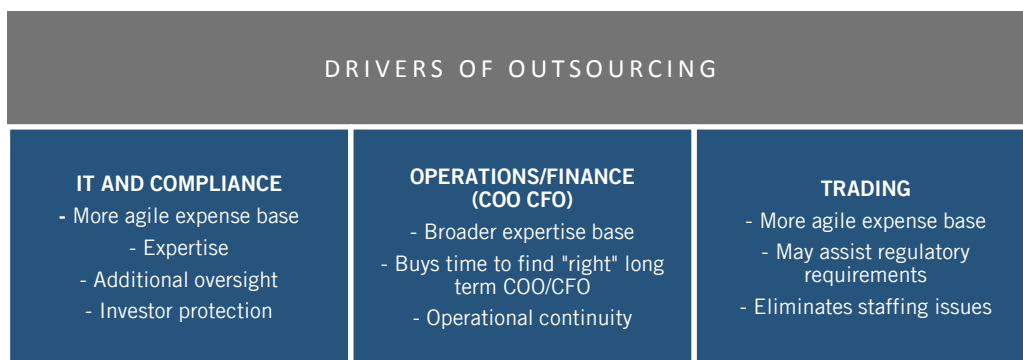 DRIVERS OF OUTSOURCING
IT AND COMPLIANCE
- More agile expense base
- Expertise
- Additional oversight
- Investor protection
OPERATIONS/FINANCE
(COO CFO)
- Broader expertise base
- Buys time to find "right" long
term COO/CFO
- Operational continuity
TRADING
- More agile expense base
- May assist regulatory
requirements
- Eliminates staffing issues